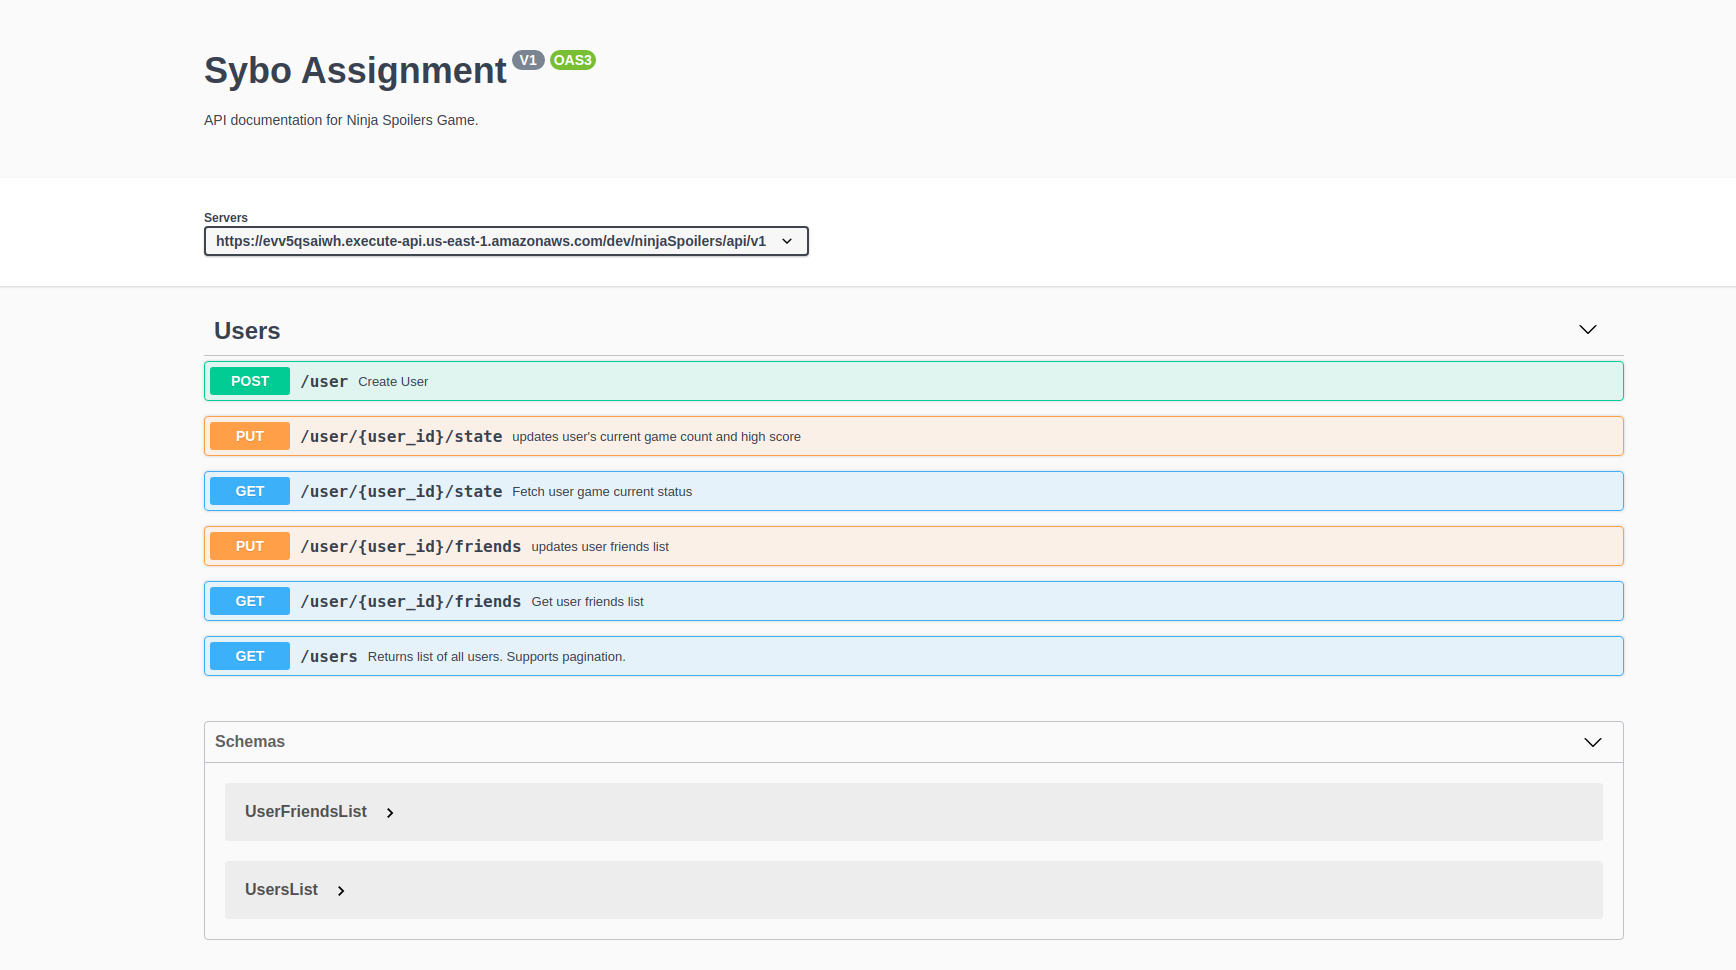 Sybo Assignment V1 OAS3
API documentation for Ninja Spoilers Game.
Servers
https://evv5qsaiwh.execute-api.us-east-1.amazonaws.com/dev/ninjaSpoilers/api/v1
Users
POST /user Create User
PUT /user/{user_id}/state updates user's current game count and high score
GET /user/{user_id}/state Fetch user game current status
PUT /user/{user_id}/friends updates user friends list
GET /user/{user_id}/friends Get user friends list
GET /users Returns list of all users. Supports pagination.
Schemas
UserFriendsList
UsersList